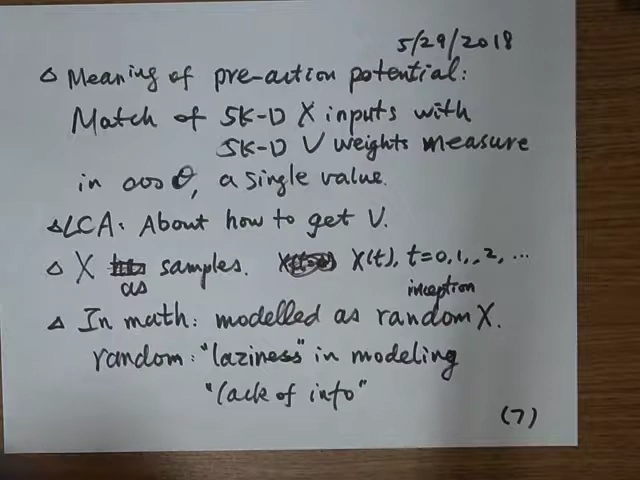 5/29/2018
△ Meaning of pre-action potential:
Match of 5K-D X inputs with
5K-D V weights measure
in cos θ, a single value.
△ LCA: About how to get V.
△ X as samples. X(t), t=0,1,,2, ...
inception
△ In math: modelled as random X.
random: "laziness" in modeling
"lack of info"
(7)